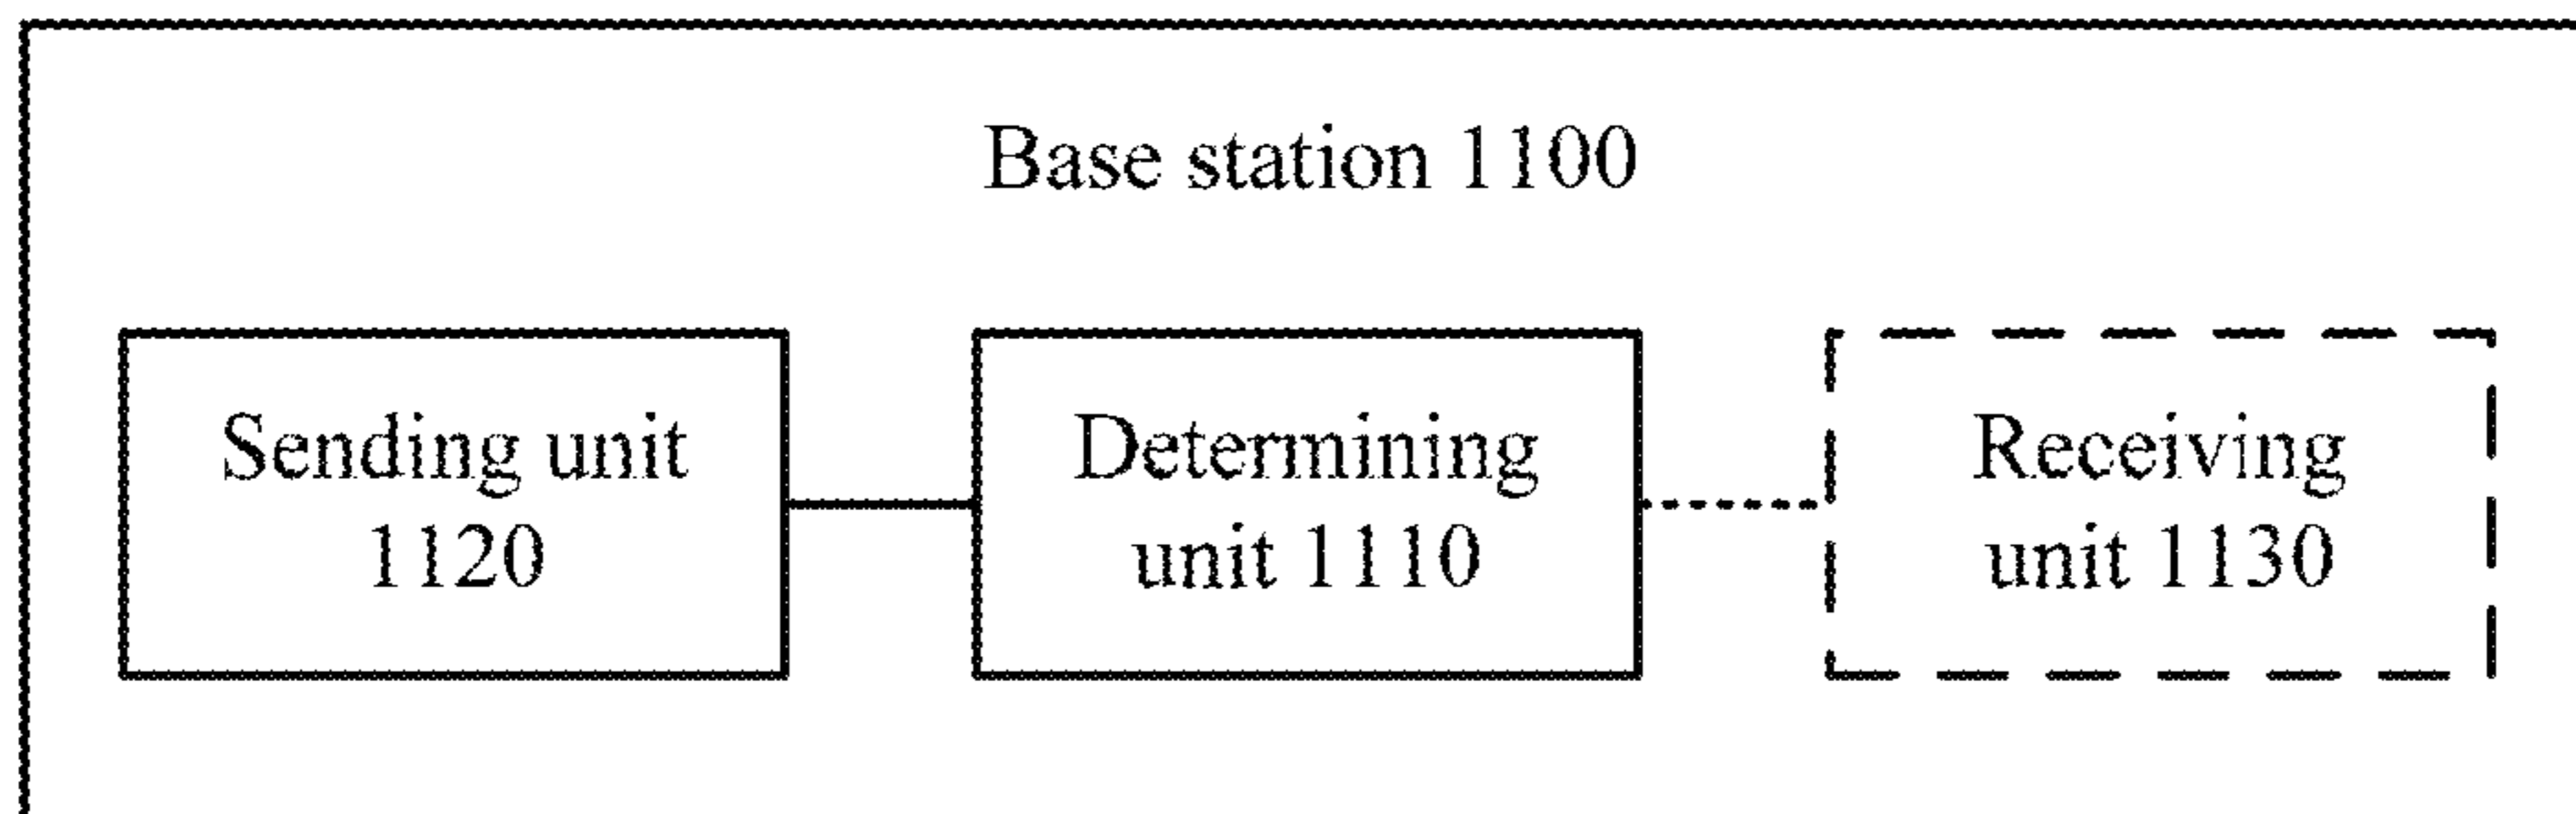 Base station 1100
Sending unit
1120
Determining
unit 1110
Receiving
unit 1130